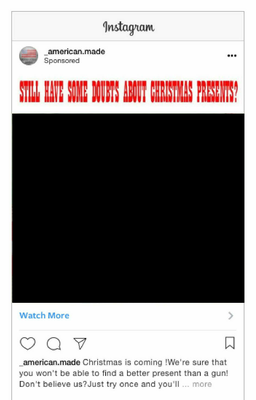 Instagram
_american.made
Sponsored
STILL HAVE SOME DOUBTS ABOUT CHRISTMAS PRESENTS?
Watch More
_american.made Christmas is coming !We're sure that
you won't be able to find a better present than a gun!
Don't believe us?Just try once and you'll ... more